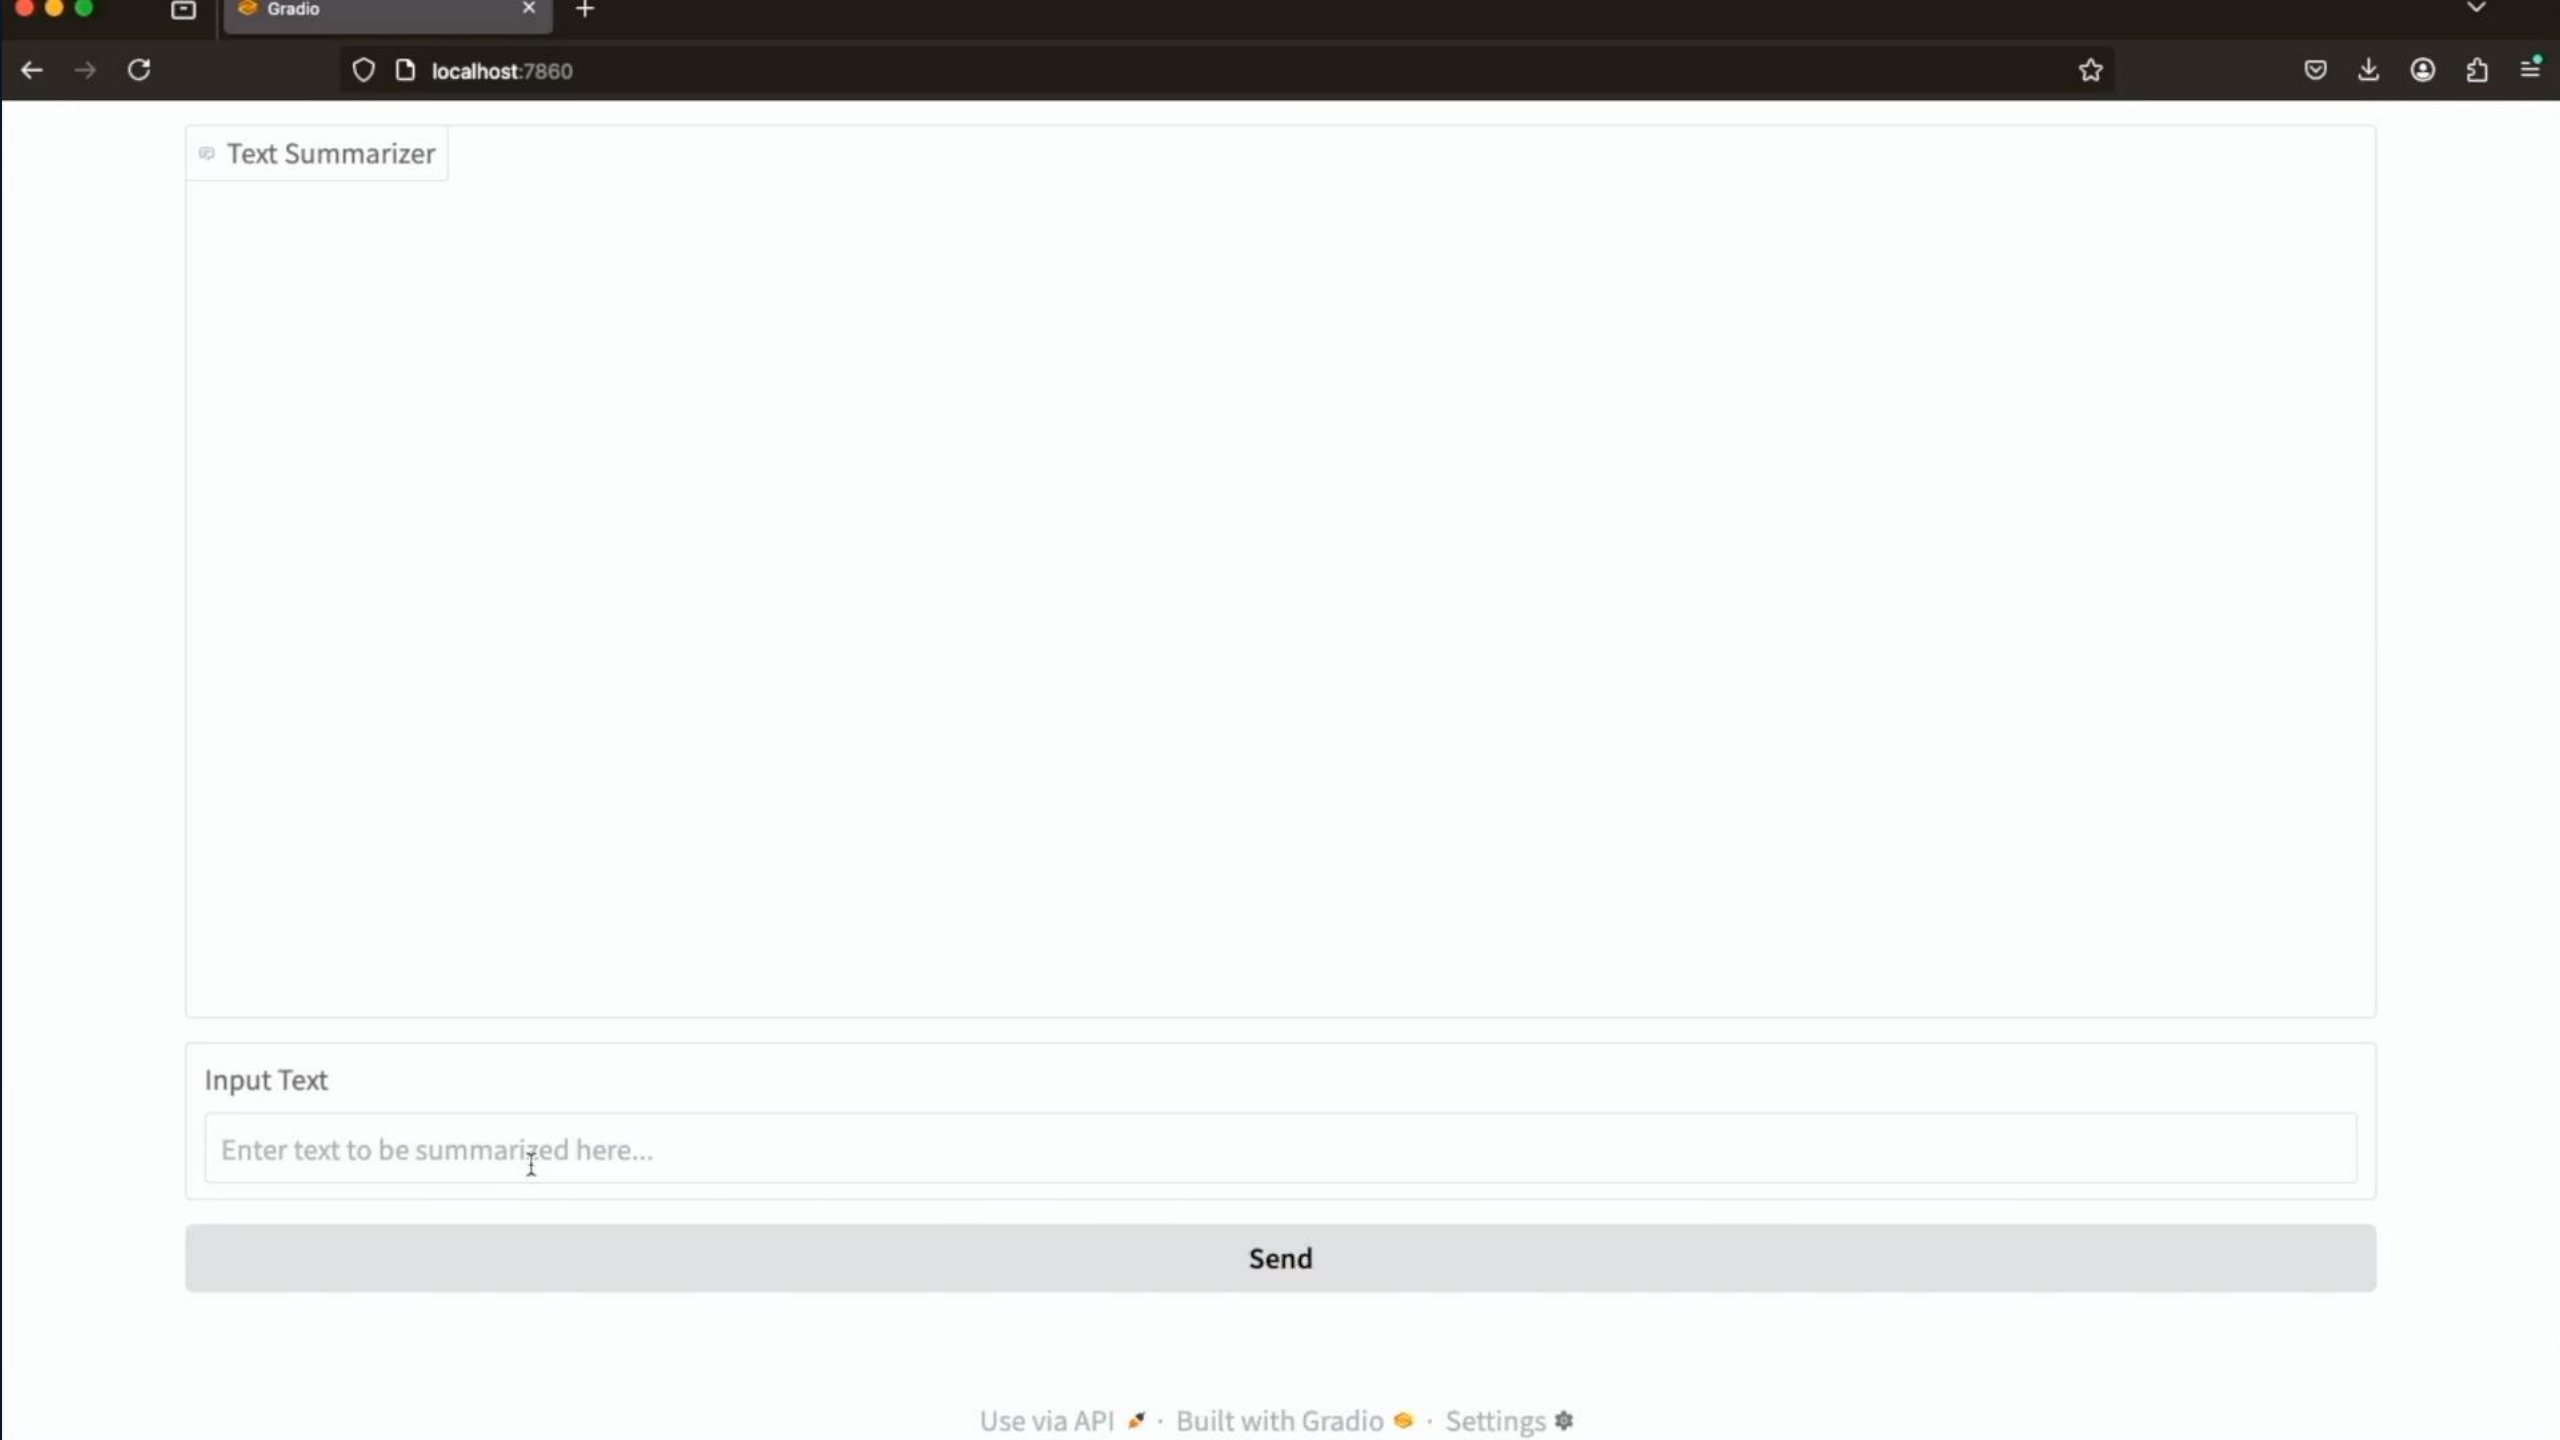 Gradio
localhost:7860
Text Summarizer
Input Text
Enter text to be summarized here...
Send
Use via API · Built with Gradio · Settings